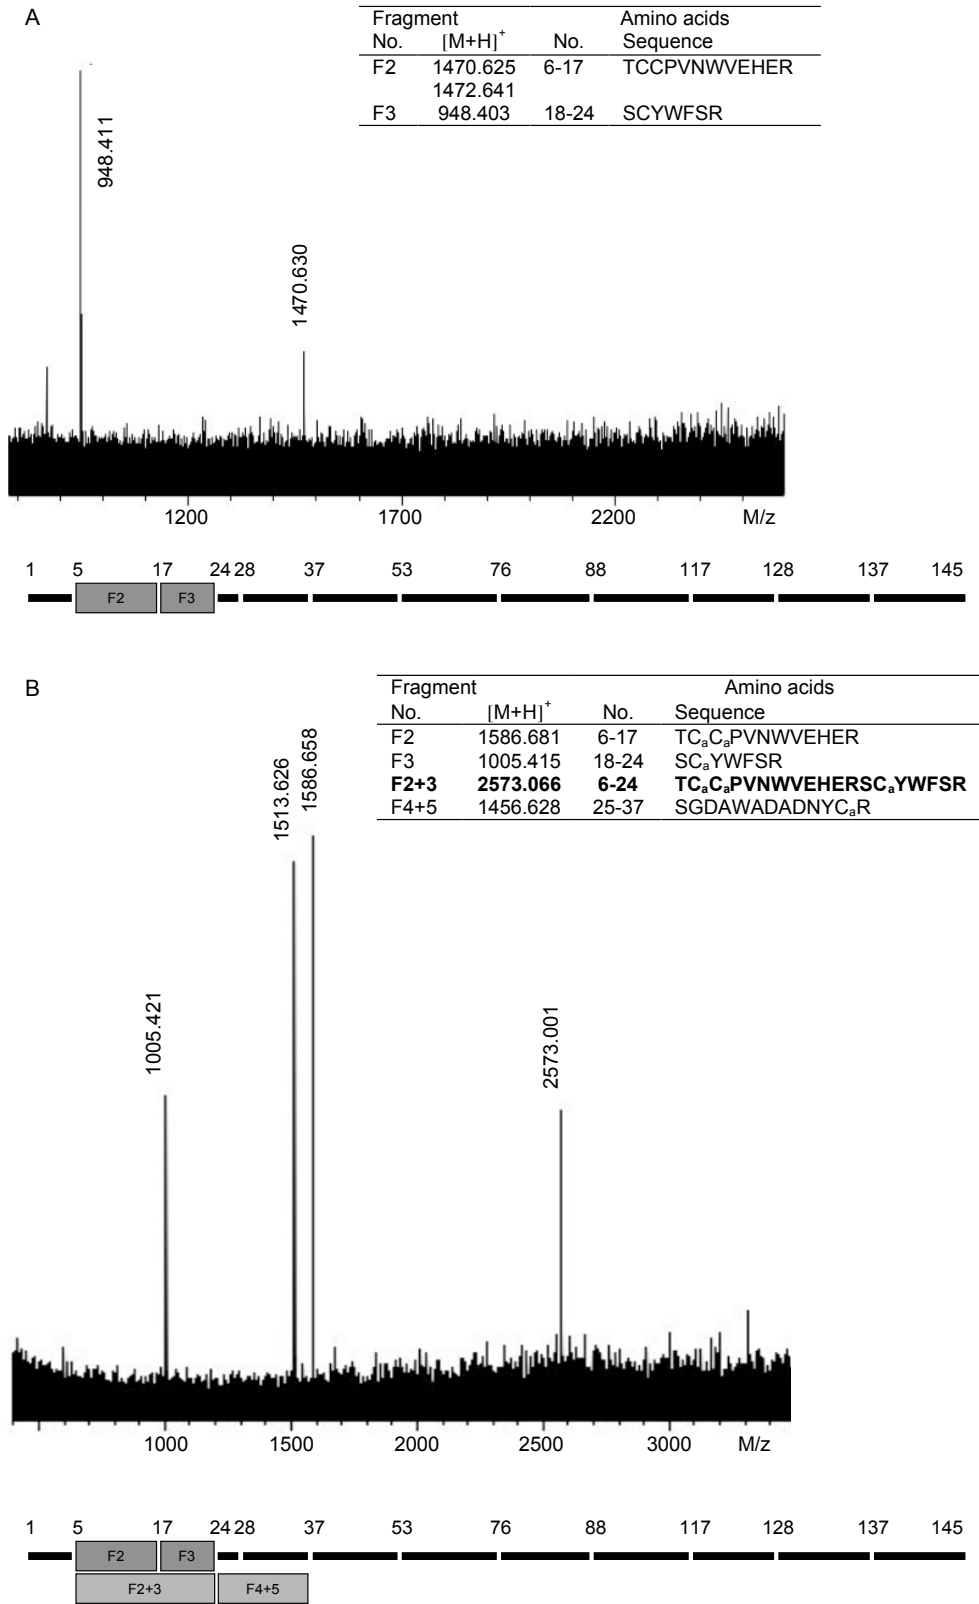 A
Fragment Amino acids
No. [M+H]+ No. Sequence
F2 1470.625 6-17 TCCPVNWVEHER
1472.641
F3 948.403 18-24 SCYWFSR
948.411
1470.630
1200 1700 2200 M/z
1 5 17 24 28 37 53 76 88 117 128 137 145
F2 F3
B
Fragment Amino acids
No. [M+H]+ No. Sequence
F2 1586.681 6-17 TCaCaPVNWVEHER
F3 1005.415 18-24 SCaYWFSR
F2+3 2573.066 6-24 TCaCaPVNWVEHERSCaYWFSR
F4+5 1456.628 25-37 SGDAWADADNYCaR
1005.421
1513.626
1586.658
2573.001
1000 1500 2000 2500 3000 M/z
1 5 17 24 28 37 53 76 88 117 128 137 145
F2 F3
F2+3 F4+5